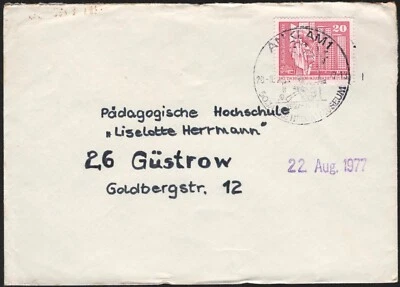 20
ANKLAM 1
Pädagogische Hochschule
„Liselotte Herrmann"
26 Güstrow
Goldbergstr. 12
22. Aug. 1977